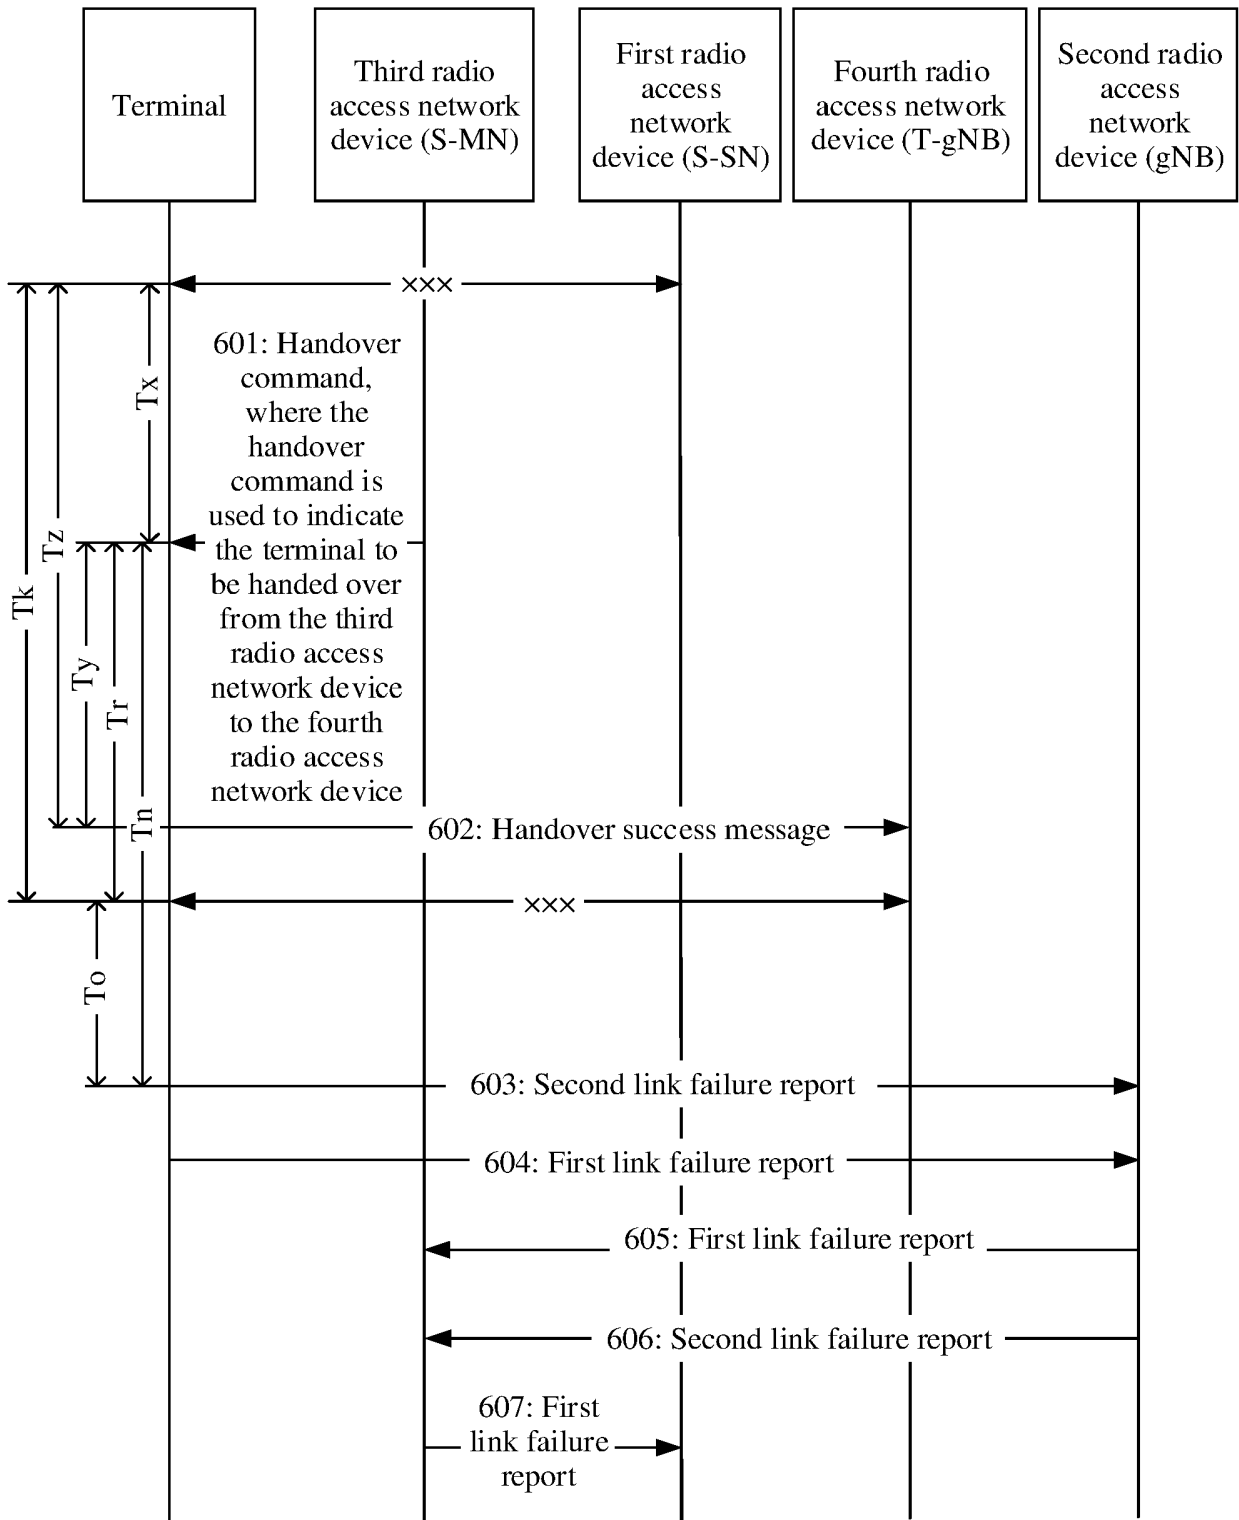 Terminal
Third radio
access network
device (S-MN)
First radio
access
network
device (S-SN)
Fourth radio
access network
device (T-gNB)
Second radio
access
network
device (gNB)
×××
601: Handover
command,
where the
handover
command is
used to indicate
the terminal to
be handed over
from the third
radio access
network device
to the fourth
radio access
network device
Tx
Tz
Tk
Ty
Tr
Tn
602: Handover success message
×××
To
603: Second link failure report
604: First link failure report
605: First link failure report
606: Second link failure report
607: First
link failure
report